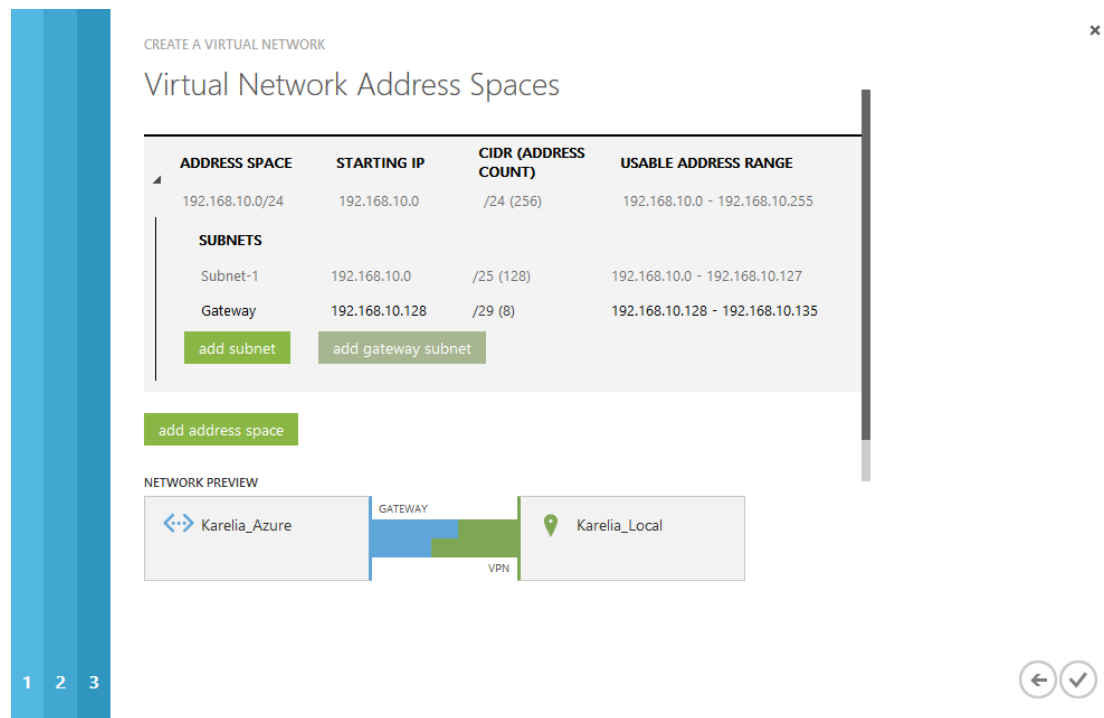 CREATE A VIRTUAL NETWORK
Virtual Network Address Spaces
ADDRESS SPACE STARTING IP CIDR (ADDRESS COUNT) USABLE ADDRESS RANGE
192.168.10.0/24 192.168.10.0 /24 (256) 192.168.10.0 - 192.168.10.255
SUBNETS
Subnet-1 192.168.10.0 /25 (128) 192.168.10.0 - 192.168.10.127
Gateway 192.168.10.128 /29 (8) 192.168.10.128 - 192.168.10.135
add subnet add gateway subnet
add address space
NETWORK PREVIEW
GATEWAY
Karelia_Azure Karelia_Local
VPN
1 2 3